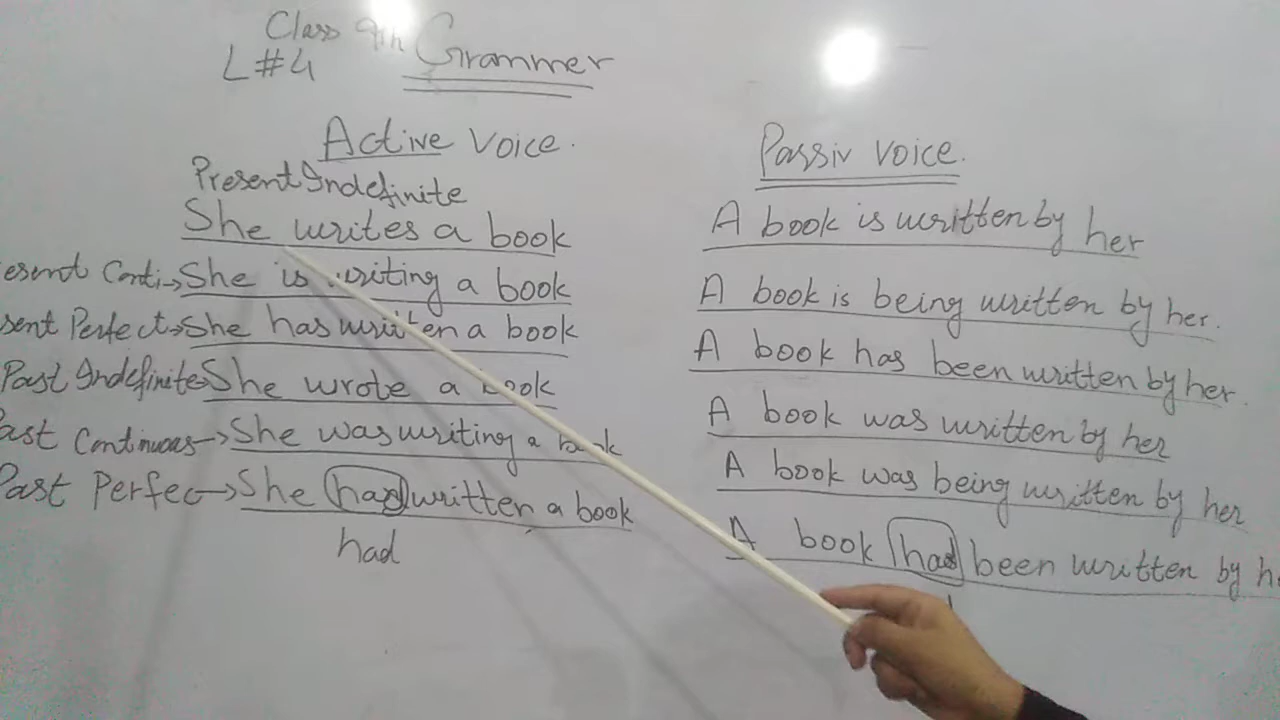 Class 9th Grammer
L#4
Active Voice.
Present Indefinite
She writes a book
esent Conti→She is writing a book
sent Perfect→She has written a book
Past Indefinite→She wrote a book
ast Continuous→She was writing a book
Past Perfec→She has written a book
had
Passiv voice.
A book is written by her
A book is being written by her.
A book has been written by her.
A book was written by her
A book was being written by her
A book has been written by h